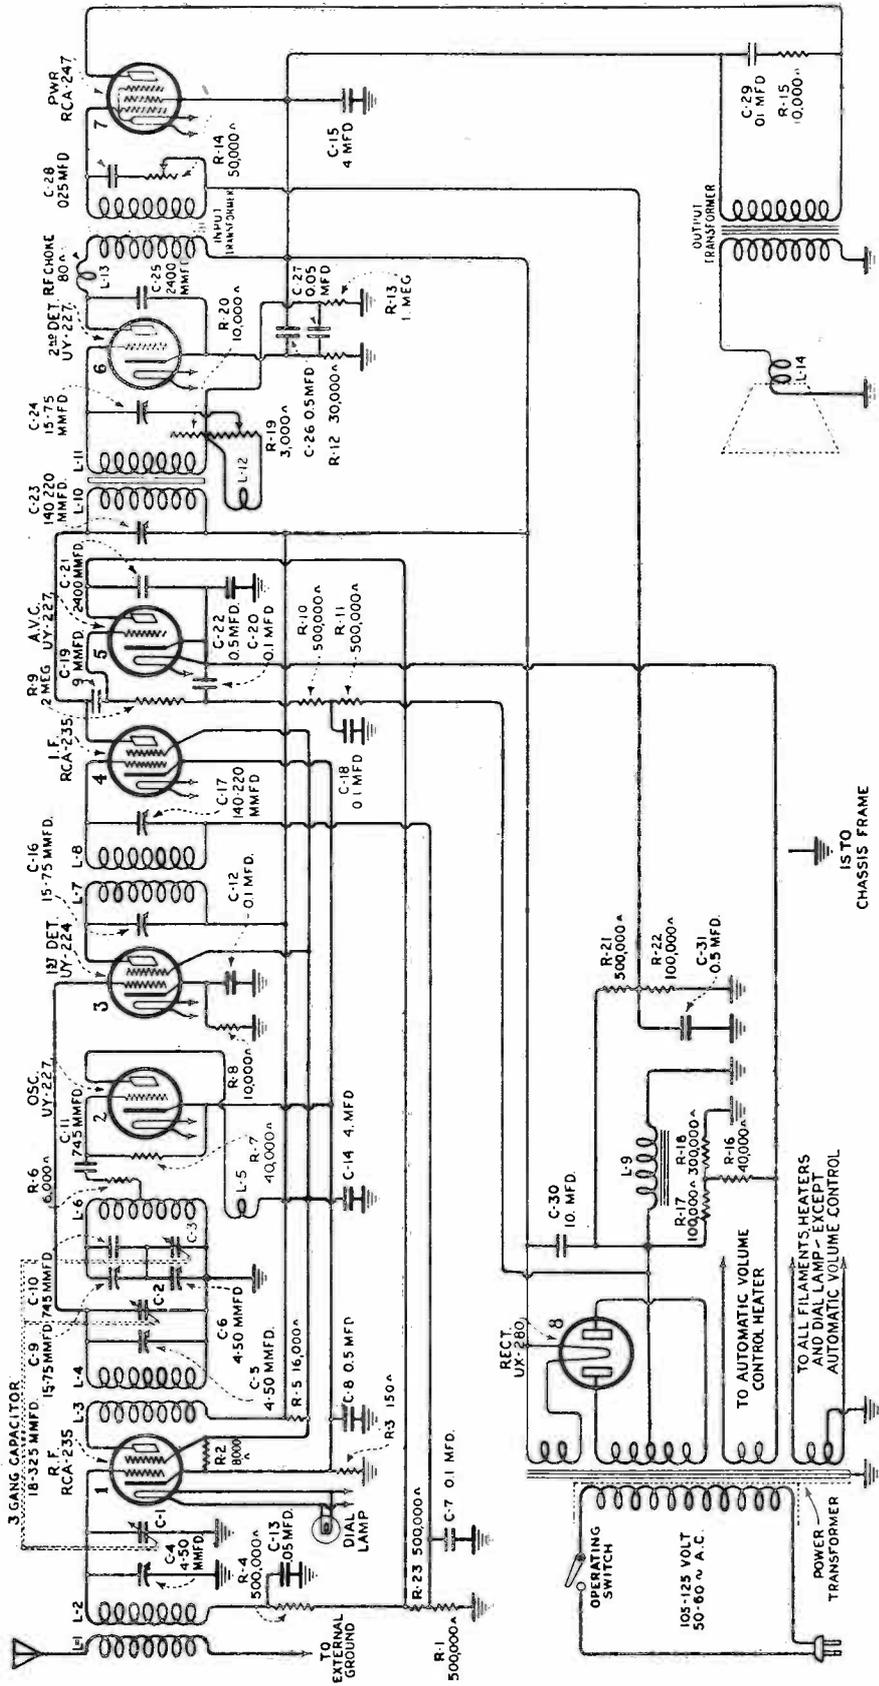 3 GANG CAPACITOR
18-325 MMFD.
R.F.
RCA-235
C-9
15-75 MMFD.
C-10
745 MMFD.
R-6
6,000^
C-11
745 MMFD.
OSC.
UY-227
1ST DET.
UY-224
C-16
15-75 MMFD.
I.F.
RCA-235
R-9
2 MEG
C-19
9 MMFD.
A.V.C.
UY-227
C-21
2400 MMFD.
C-23
140-220
MMFD.
C-24
15-75
MMFD
2ND DET.
UY-227
RF CHOKE
80^
C-28
.025 MFD
PWR
RCA-247
L-1
L-2
L-3
L-4
L-6
L-7
L-8
L-10
L-11
L-13
1
2
3
4
5
6
7
C-1
C-2
C-3
C-4
4-50
MMFD.
C-5
4-50 MMFD.
C-6
4-50 MMFD
R-4
500,000^
C-13
.05 MFD.
R-2
8000
^
R-5 16,000^
L-5
R-7
40,000^
R-8
10,000^
C-12
0.1 MFD.
C-17
140-220
MMFD
C-22
0.5 MFD.
C-20
0.1 MFD
C-25
2400
MMFD
R-20
10,000^
INPUT
TRANSFORMER
R-14
50,000^
TO
EXTERNAL
GROUND
DIAL
LAMP
R-3 150^
C-8 0.5 MFD
C-14 4. MFD
R-10
500,000^
R-11
500,000^
C-18
0.1 MFD
R-19
3,000^
L-12
C-26 0.5 MFD
R-12 30,000^
C-27
0.05
MFD
R-13
1. MEG
C-15
4 MFD
R-1
500,000^
R-23 500,000^
C-7 0.1 MFD.
OPERATING
SWITCH
105-125 VOLT
50-60 ~ A.C.
POWER
TRANSFORMER
RECT.
UX-280
8
C-30
10. MFD.
L-9
R-17
100,000^
R-18
300,000^
R-16
40,000^
R-21
500,000^
R-22
100,000^
C-31
0.5 MFD.
TO AUTOMATIC VOLUME
CONTROL HEATER
TO ALL FILAMENTS, HEATERS
AND DIAL LAMP - EXCEPT
AUTOMATIC VOLUME CONTROL
IS TO
CHASSIS FRAME
OUTPUT
TRANSFORMER
L-14
C-29
.01 MFD
R-15
10,000^